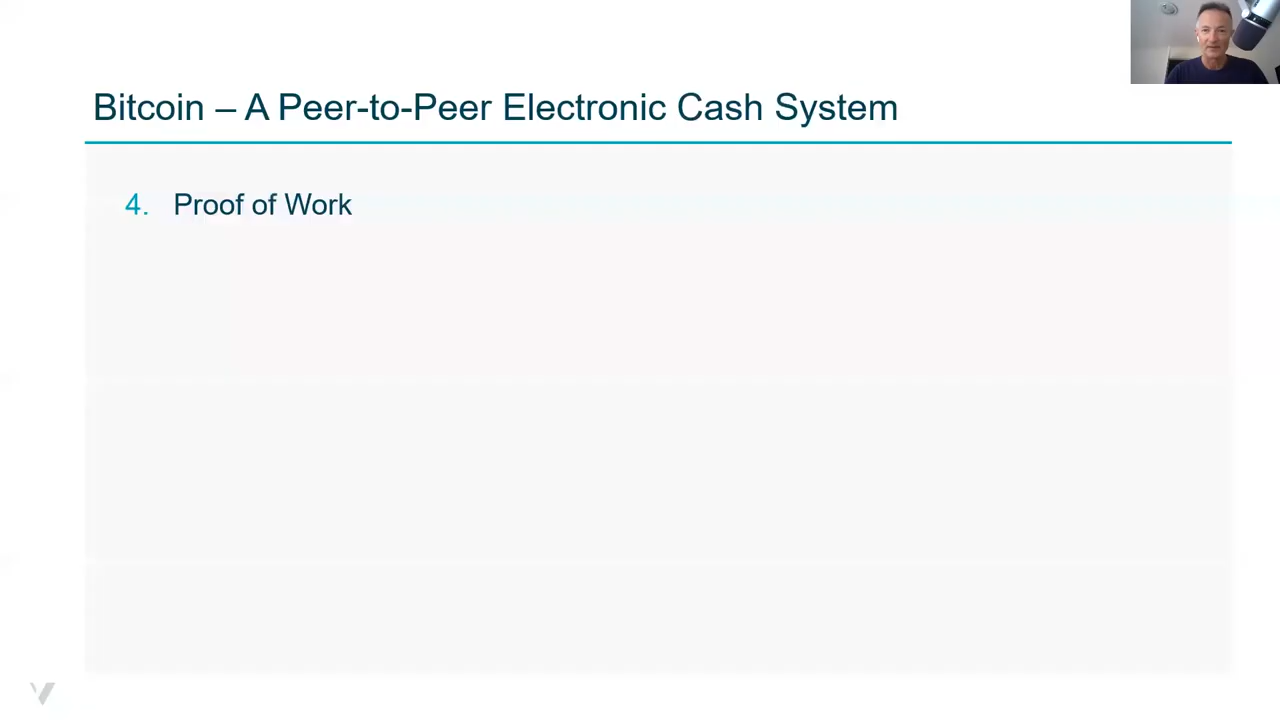 Bitcoin – A Peer-to-Peer Electronic Cash System
4. Proof of Work